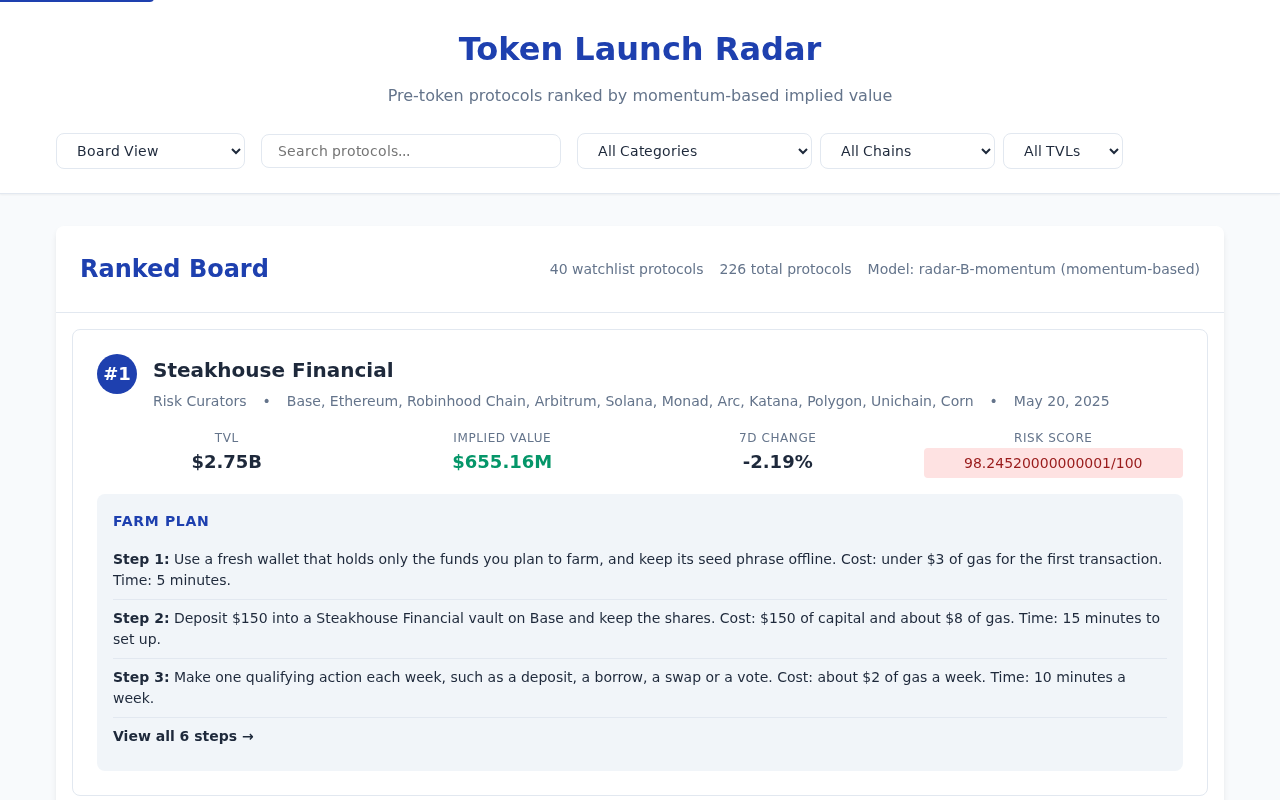 Token Launch Radar
Pre-token protocols ranked by momentum-based implied value
Board View
Search protocols...
All Categories
All Chains
All TVLs
Ranked Board
40 watchlist protocols 226 total protocols Model: radar-B-momentum (momentum-based)
#1
Steakhouse Financial
Risk Curators • Base, Ethereum, Robinhood Chain, Arbitrum, Solana, Monad, Arc, Katana, Polygon, Unichain, Corn • May 20, 2025
TVL
$2.75B
IMPLIED VALUE
$655.16M
7D CHANGE
-2.19%
RISK SCORE
98.24520000000001/100
FARM PLAN
Step 1: Use a fresh wallet that holds only the funds you plan to farm, and keep its seed phrase offline. Cost: under $3 of gas for the first transaction.
Time: 5 minutes.
Step 2: Deposit $150 into a Steakhouse Financial vault on Base and keep the shares. Cost: $150 of capital and about $8 of gas. Time: 15 minutes to
set up.
Step 3: Make one qualifying action each week, such as a deposit, a borrow, a swap or a vote. Cost: about $2 of gas a week. Time: 10 minutes a
week.
View all 6 steps →